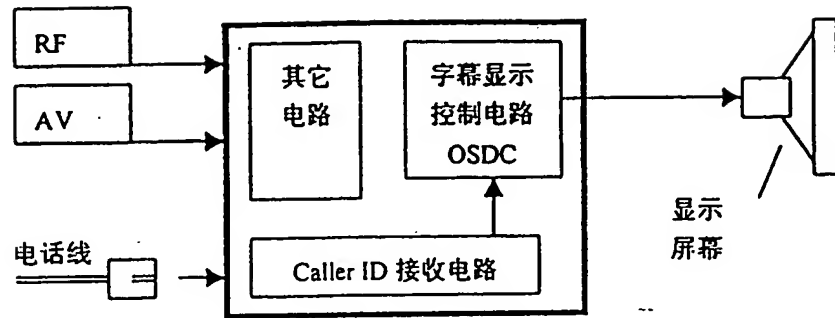 RF
AV
其它
电路
字幕显示
控制电路
OSDC
电话线
Caller ID 接收电路
显示
屏幕